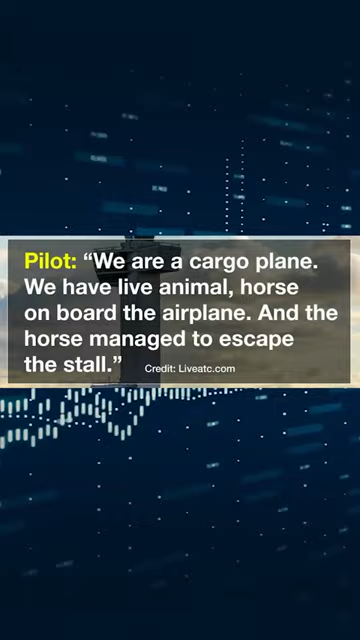 Pilot: “We are a cargo plane.
We have live animal, horse
on board the airplane. And the
horse managed to escape
the stall.” Credit: Liveatc.com